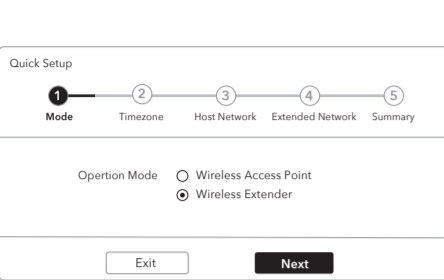 Quick Setup
1 2 3 4 5
Mode Timezone Host Network Extended Network Summary
Opertion Mode Wireless Access Point
Wireless Extender
Exit Next